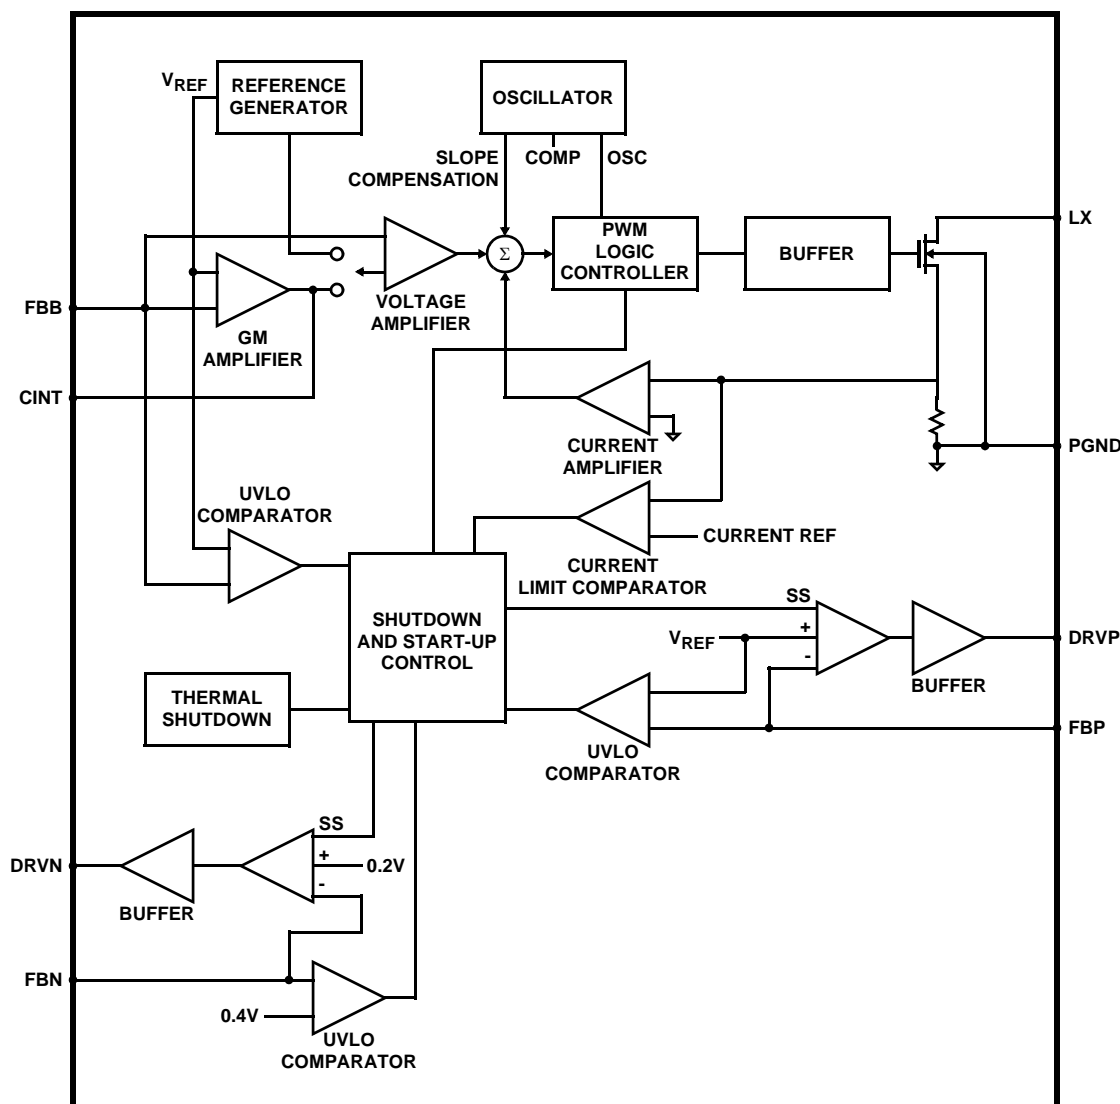 VREF
REFERENCE
GENERATOR
OSCILLATOR
SLOPE
COMPENSATION
COMP
OSC
PWM
LOGIC
CONTROLLER
BUFFER
LX
Σ
VOLTAGE
AMPLIFIER
FBB
GM
AMPLIFIER
CINT
CURRENT
AMPLIFIER
PGND
UVLO
COMPARATOR
CURRENT REF
CURRENT
LIMIT COMPARATOR
SHUTDOWN
AND START-UP
CONTROL
SS
VREF
+
-
DRVP
BUFFER
THERMAL
SHUTDOWN
FBP
UVLO
COMPARATOR
SS
DRVN
+
0.2V
-
BUFFER
FBN
0.4V
UVLO
COMPARATOR